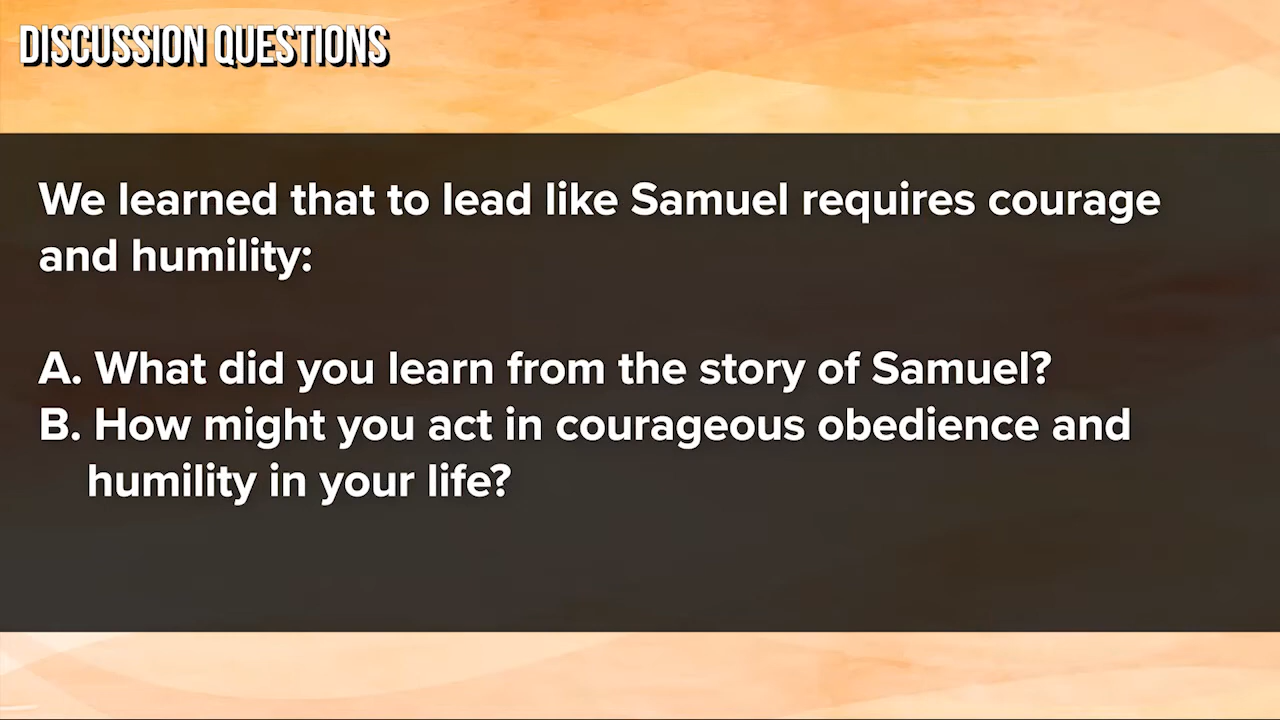 DISCUSSION QUESTIONS
We learned that to lead like Samuel requires courage
and humility:
A. What did you learn from the story of Samuel?
B. How might you act in courageous obedience and
humility in your life?